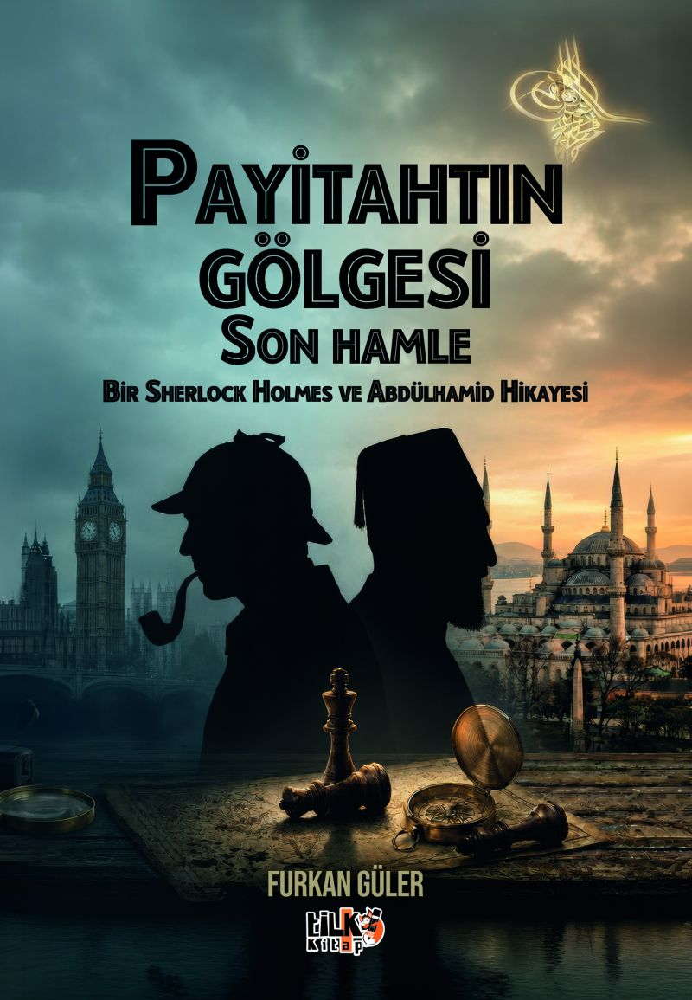 PAYİTAHTIN
GÖLGESİ
SON HAMLE
BİR SHERLOCK HOLMES VE ABDÜLHAMİD HİKAYESİ
FURKAN GÜLER
tiLKi
Kitap